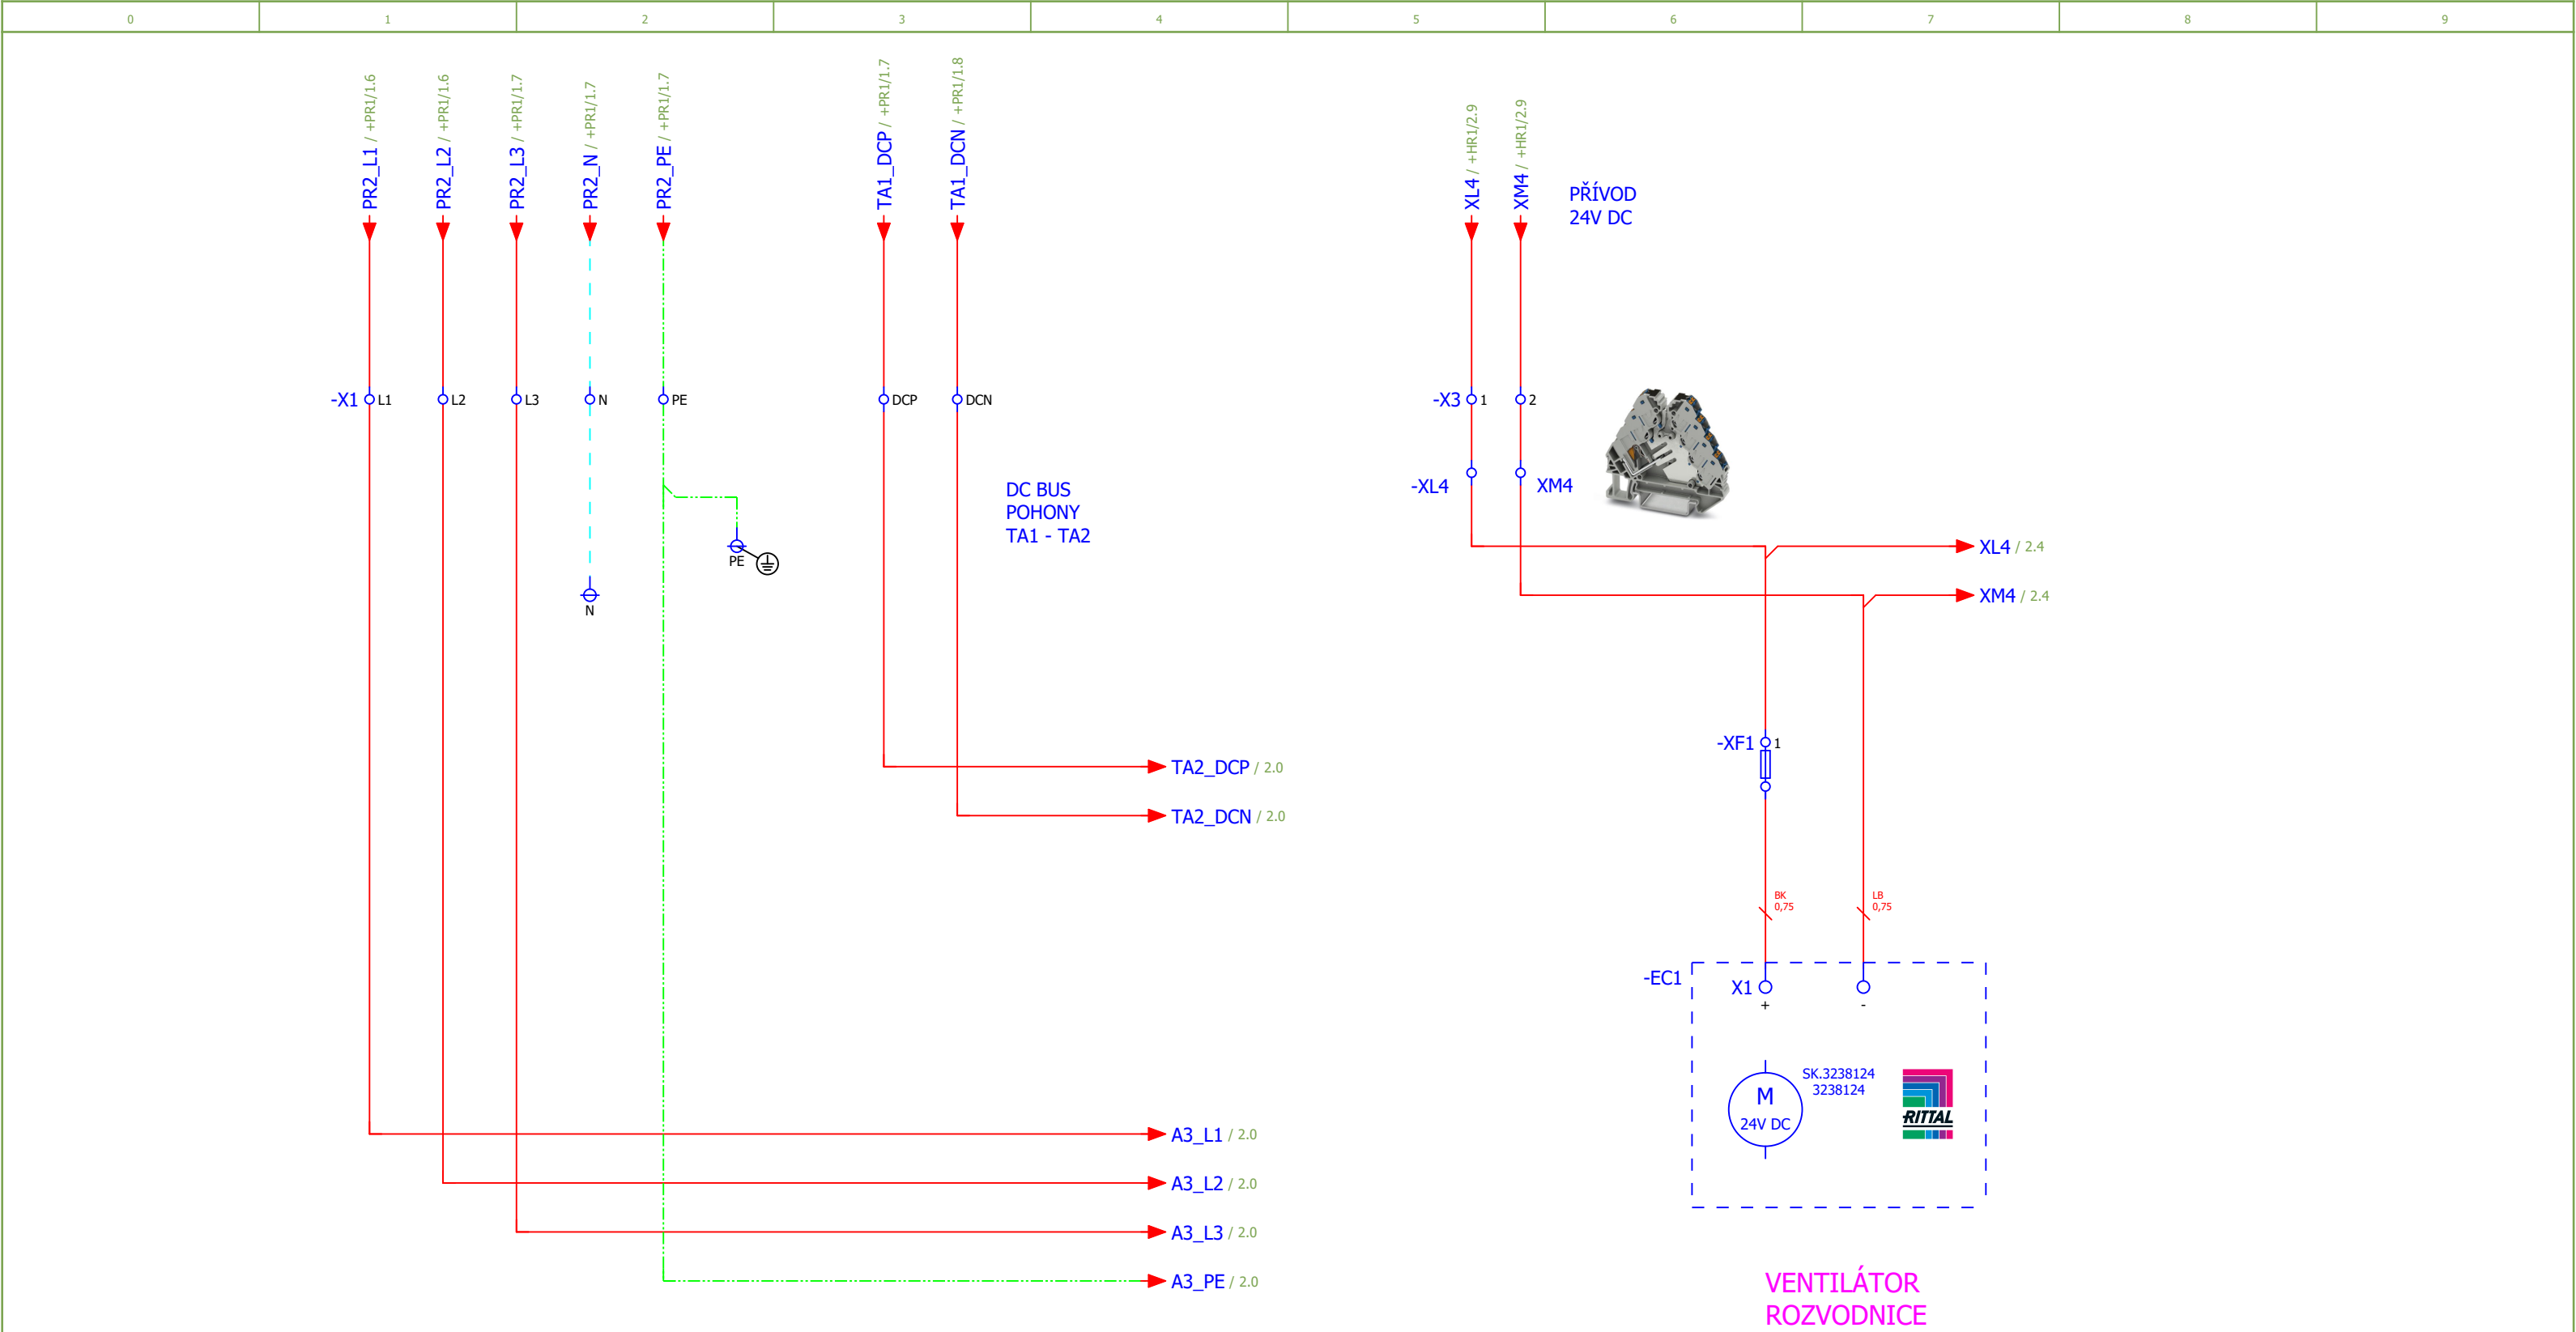 0 1 2 3 4 5 6 7 8 9
PR2_L1 / +PR1/1.6
PR2_L2 / +PR1/1.6
PR2_L3 / +PR1/1.7
PR2_N / +PR1/1.7
PR2_PE / +PR1/1.7
TA1_DCP / +PR1/1.7
TA1_DCN / +PR1/1.8
XL4 / +HR1/2.9
XM4 / +HR1/2.9
PŘÍVOD
24V DC
-X1 L1 L2 L3 N PE DCP DCN
-X3 1 2
-XL4 XM4
DC BUS
POHONY
TA1 - TA2
PE
N
XL4 / 2.4
XM4 / 2.4
TA2_DCP / 2.0
TA2_DCN / 2.0
-XF1 1
BK
0,75
LB
0,75
-EC1
X1
+ -
M
24V DC
SK.3238124
3238124
RITTAL
A3_L1 / 2.0
A3_L2 / 2.0
A3_L3 / 2.0
A3_PE / 2.0
VENTILÁTOR
ROZVODNICE